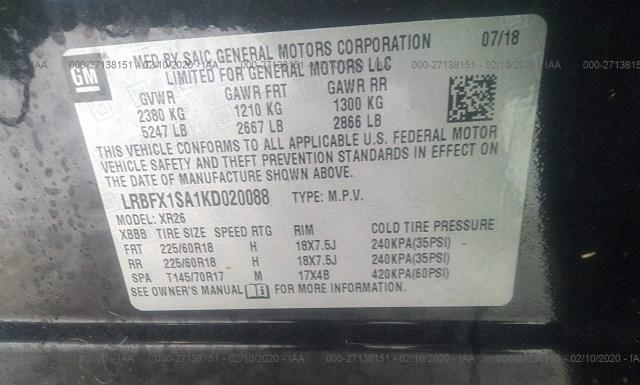 GM
MFD BY SAIC GENERAL MOTORS CORPORATION 07/18
LIMITED FOR GENERAL MOTORS LLC
GVWR GAWR FRT GAWR RR
2380 KG 1210 KG 1300 KG
5247 LB 2667 LB 2866 LB
THIS VEHICLE CONFORMS TO ALL APPLICABLE U.S. FEDERAL MOTOR
VEHICLE SAFETY AND THEFT PREVENTION STANDARDS IN EFFECT ON
THE DATE OF MANUFACTURE SHOWN ABOVE.
LRBFX1SA1KD020088 TYPE: M.P.V.
MODEL: XR26
XBBB TIRE SIZE SPEED RTG RIM COLD TIRE PRESSURE
FRT 225/60R18 H 18X7.5J 240KPA(35PSI)
RR 225/60R18 H 18X7.5J 240KPA(35PSI)
SPA T145/70R17 M 17X4B 420KPA(60PSI)
SEE OWNER'S MANUAL FOR MORE INFORMATION.
000-27138151 - 02/10/2020 - IAA